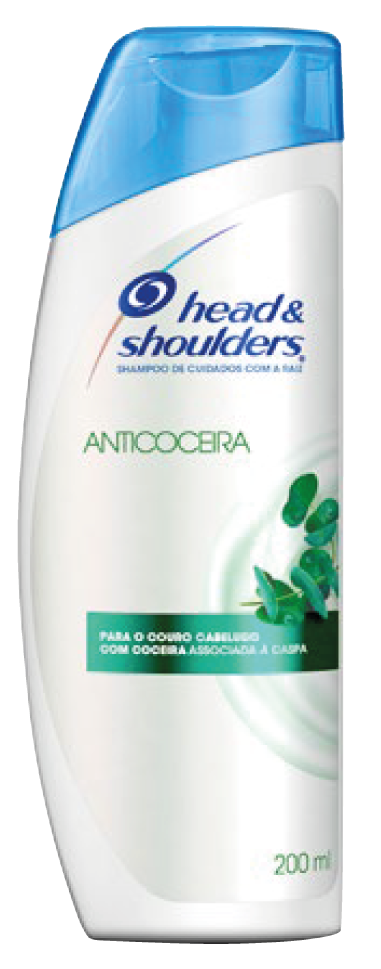 head &
shoulders®
SHAMPOO DE CUIDADOS COM A RAIZ
ANTICOCEIRA
PARA O COURO CABELUDO
COM COCEIRA ASSOCIADA À CASPA
200 ml